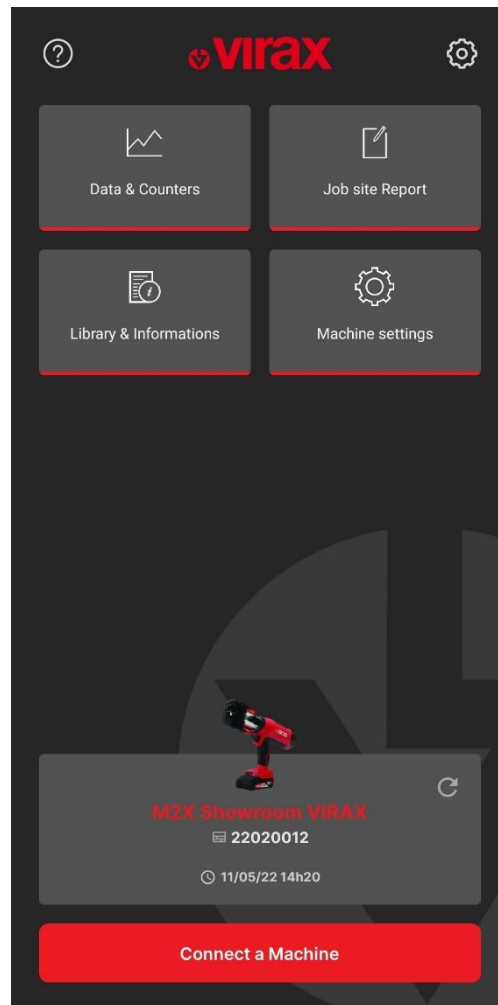 virax
Data & Counters
Job site Report
Library & Informations
Machine settings
M2X Showroom VIRAX
22020012
11/05/22 14h20
Connect a Machine